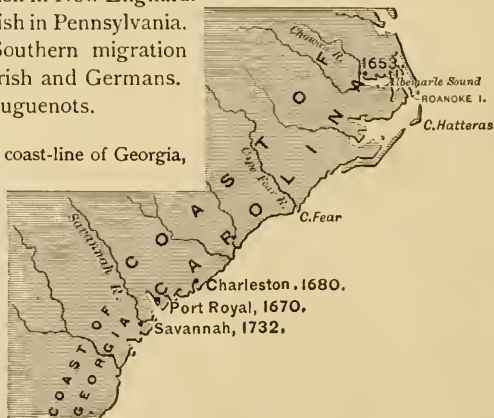 ish in Pennsylvania.
Southern migration
rish and Germans.
uguenots.
coast-line of Georgia,
Chowan R.
1653.
Albemarle Sound
ROANOKE I.
C. Hatteras
Cape Fear R.
C. Fear
COAST OF CAROLINA
Savannah R.
Charleston. 1680.
Port Royal, 1670.
Savannah, 1732.
COAST OF GEORGIA